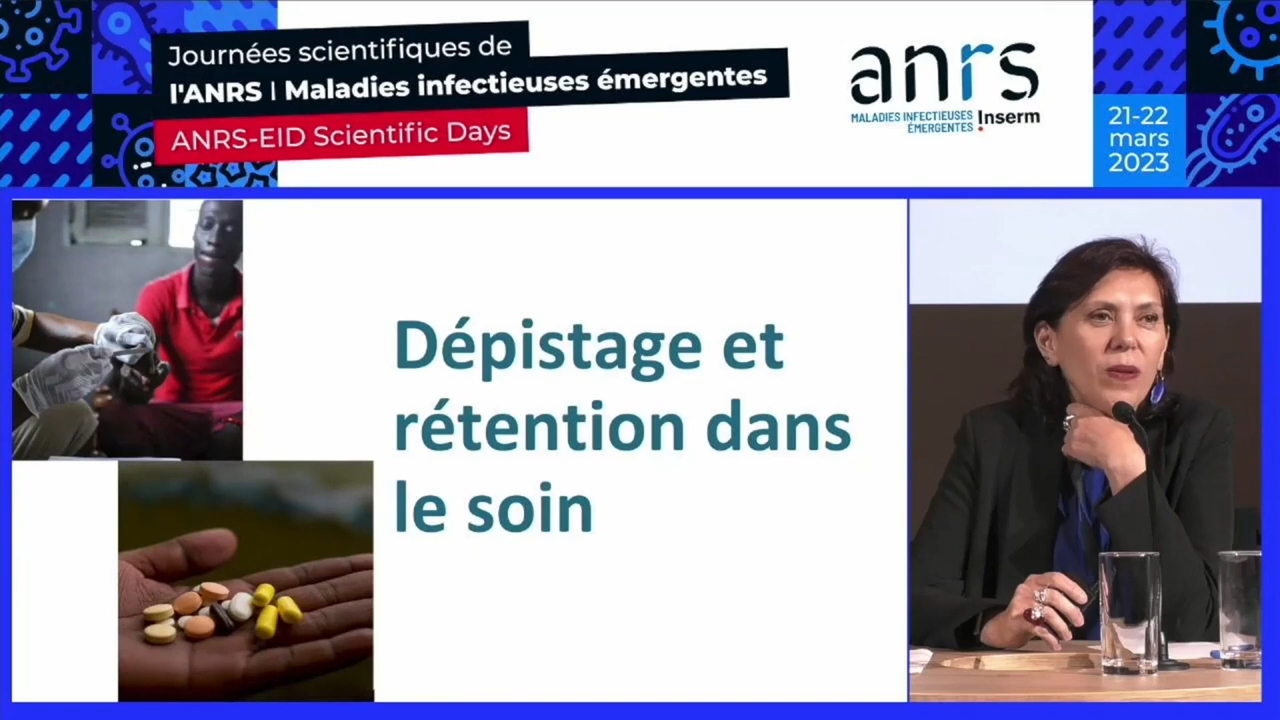 Journées scientifiques de
l'ANRS | Maladies infectieuses émergentes
ANRS-EID Scientific Days
anrs
MALADIES INFECTIEUSES
ÉMERGENTES
Inserm
21-22
mars
2023
Dépistage et
rétention dans
le soin